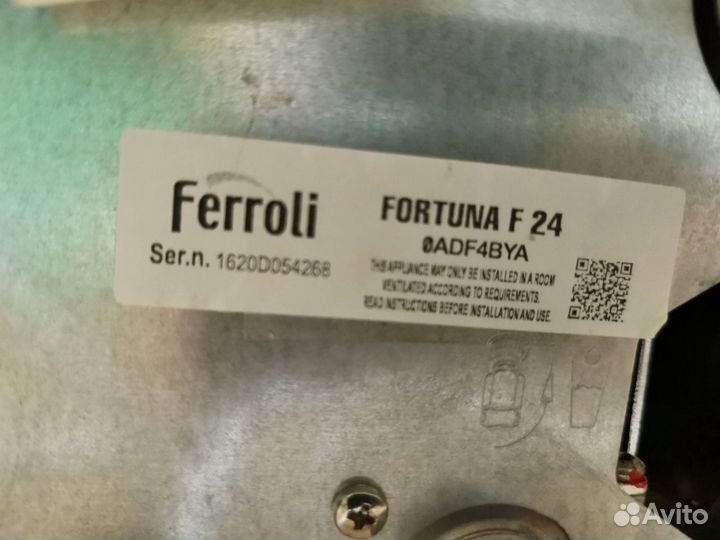 Ferroli
Ser.n. 1620D054268
FORTUNA F 24
0ADF4BYA
THIS APPLIANCE MAY ONLY BE INSTALLED IN A ROOM
VENTILATED ACCORDING TO REQUIREMENTS.
READ INSTRUCTIONS BEFORE INSTALLATION AND USE.
Avito